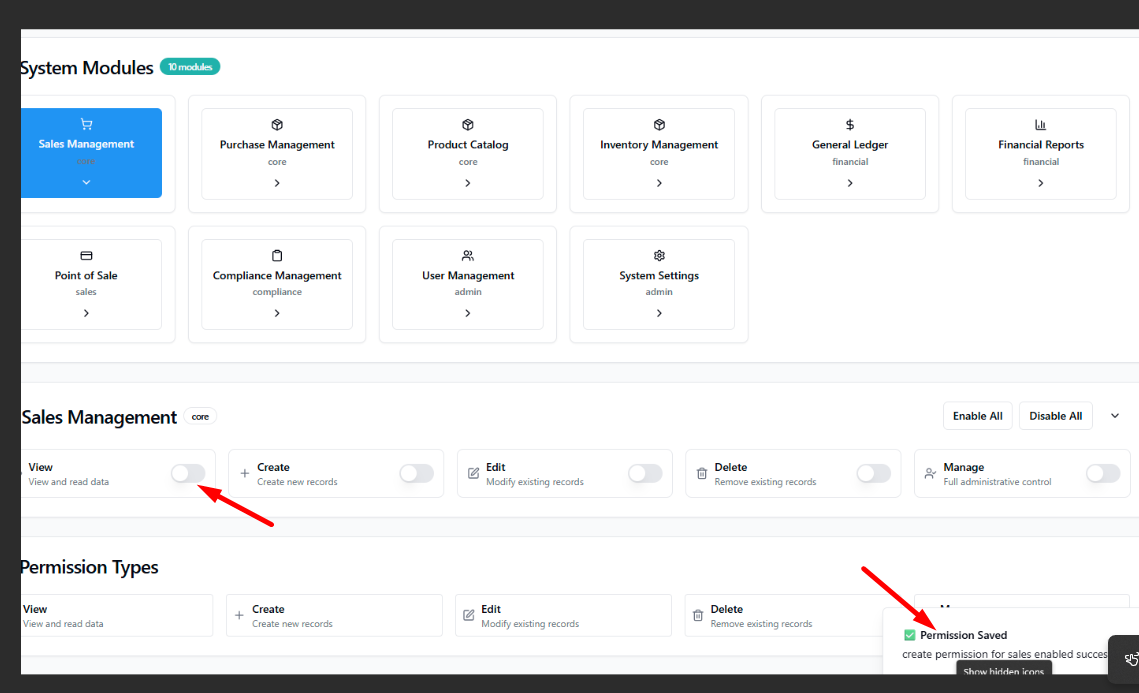 System Modules 10 modules
Sales Management
core
Purchase Management
core
Product Catalog
core
Inventory Management
core
General Ledger
financial
Financial Reports
financial
Point of Sale
sales
Compliance Management
compliance
User Management
admin
System Settings
admin
Sales Management core Enable All Disable All
View
View and read data
Create
Create new records
Edit
Modify existing records
Delete
Remove existing records
Manage
Full administrative control
Permission Types
View
View and read data
Create
Create new records
Edit
Modify existing records
Delete
Remove existing records
Permission Saved
create permission for sales enabled succes
Show hidden icons